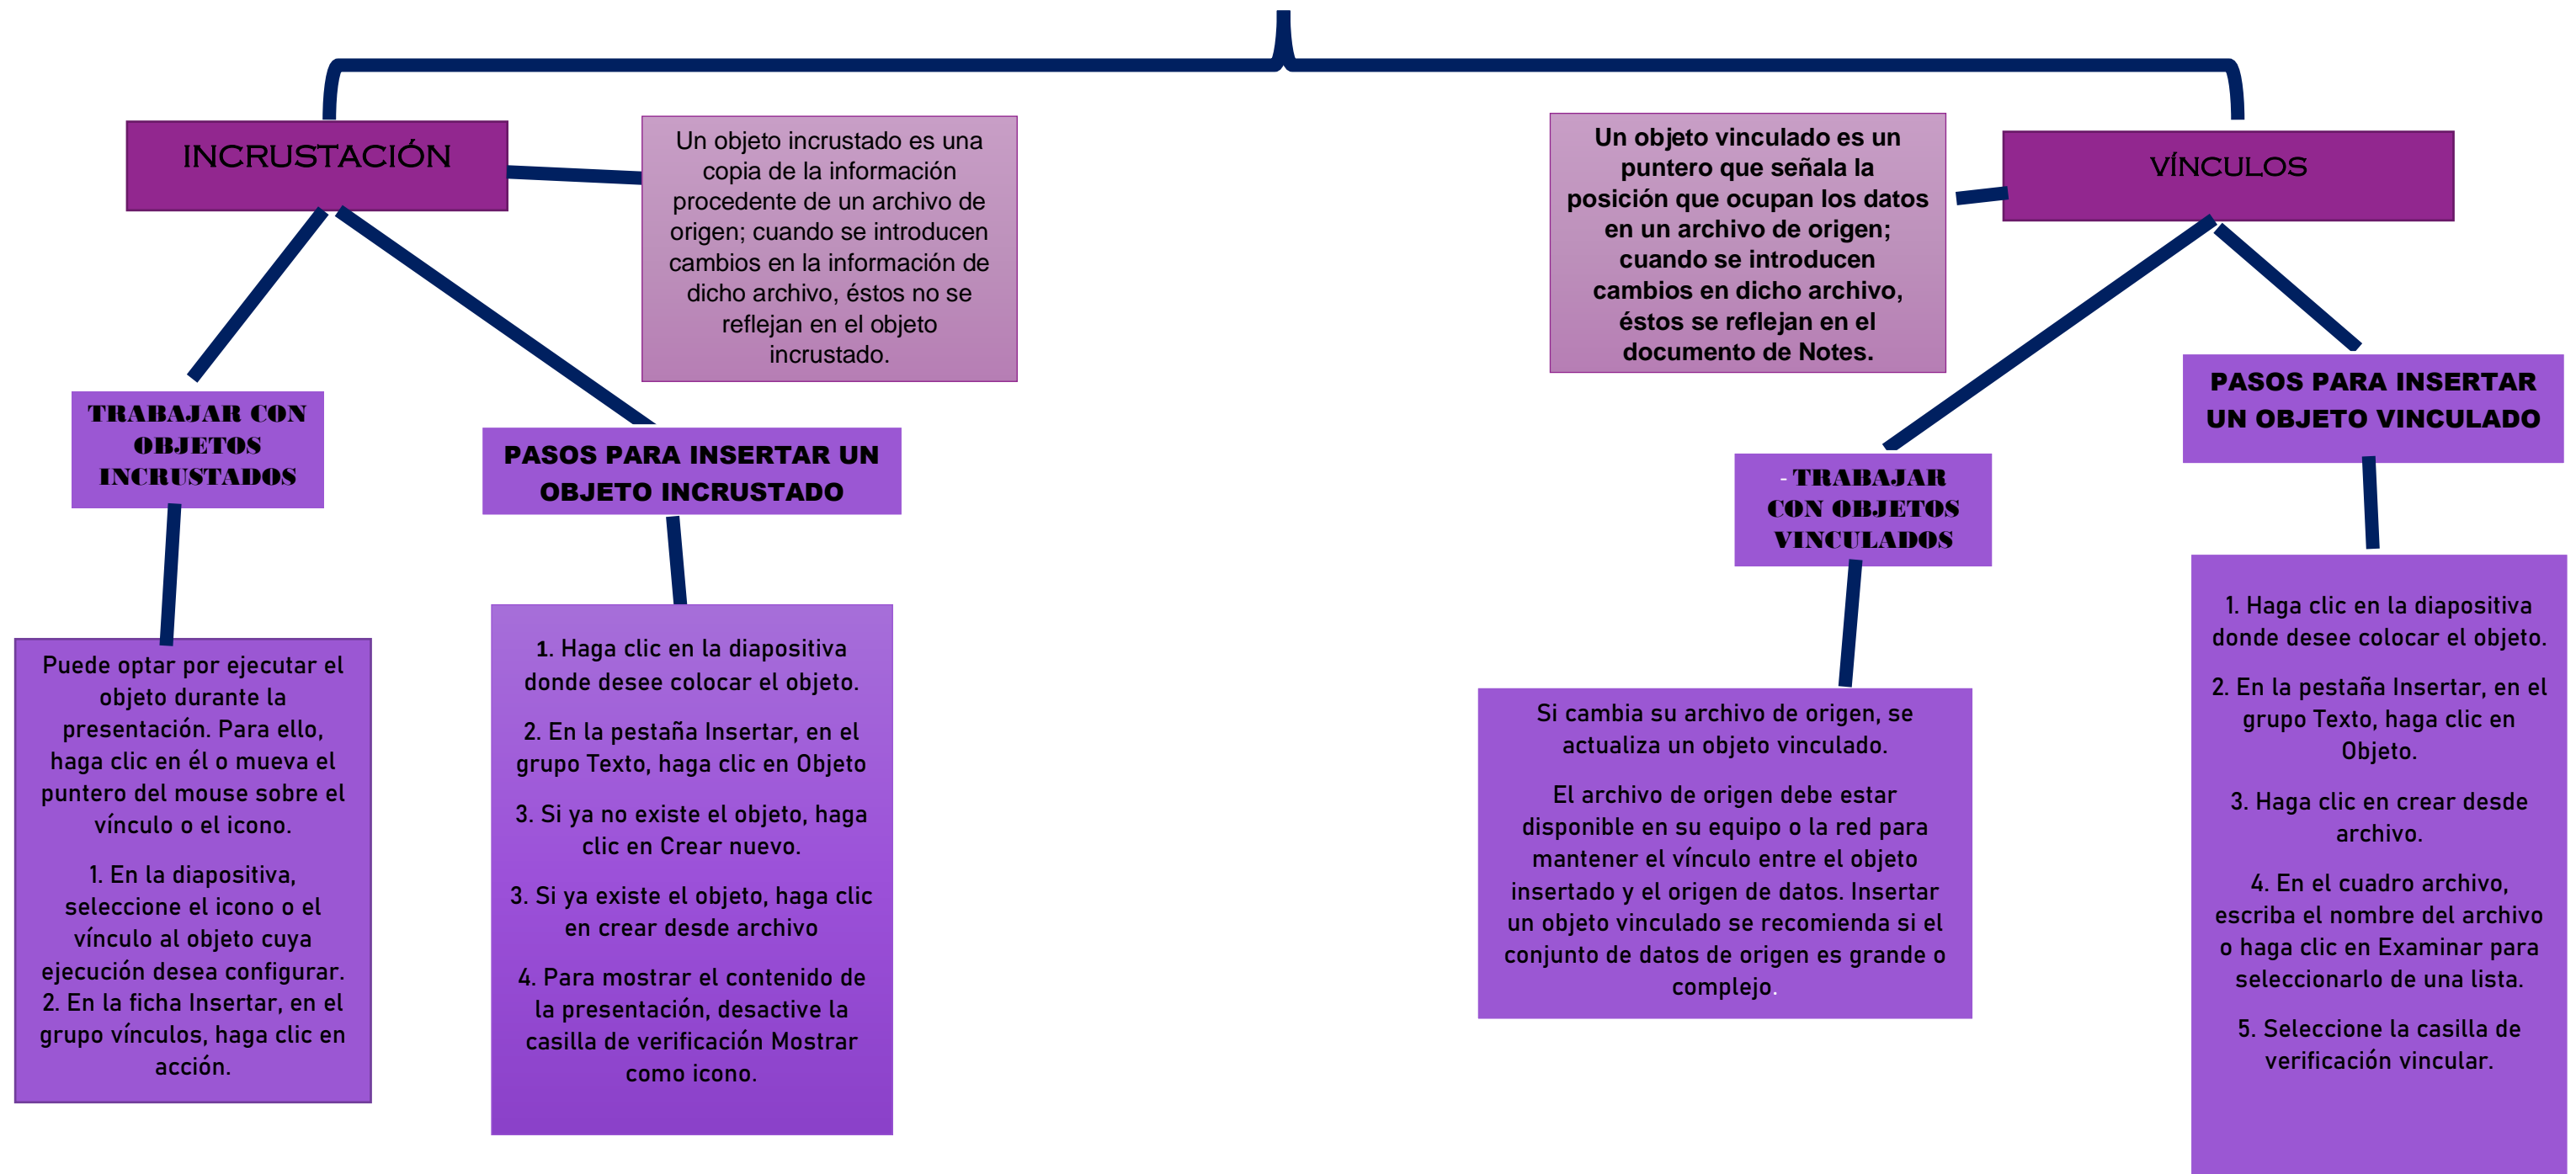 INCRUSTACIÓN
Un objeto incrustado es una
copia de la información
procedente de un archivo de
origen; cuando se introducen
cambios en la información de
dicho archivo, éstos no se
reflejan en el objeto
incrustado.
TRABAJAR CON
OBJETOS
INCRUSTADOS
PASOS PARA INSERTAR UN
OBJETO INCRUSTADO
Puede optar por ejecutar el
objeto durante la
presentación. Para ello,
haga clic en él o mueva el
puntero del mouse sobre el
vínculo o el icono.
1. En la diapositiva,
seleccione el icono o el
vínculo al objeto cuya
ejecución desea configurar.
2. En la ficha Insertar, en el
grupo vínculos, haga clic en
acción.
1. Haga clic en la diapositiva
donde desee colocar el objeto.
2. En la pestaña Insertar, en el
grupo Texto, haga clic en Objeto
3. Si ya no existe el objeto, haga
clic en Crear nuevo.
3. Si ya existe el objeto, haga clic
en crear desde archivo
4. Para mostrar el contenido de
la presentación, desactive la
casilla de verificación Mostrar
como icono.
Un objeto vinculado es un
puntero que señala la
posición que ocupan los datos
en un archivo de origen;
cuando se introducen
cambios en dicho archivo,
éstos se reflejan en el
documento de Notes.
VÍNCULOS
- TRABAJAR
CON OBJETOS
VINCULADOS
PASOS PARA INSERTAR
UN OBJETO VINCULADO
Si cambia su archivo de origen, se
actualiza un objeto vinculado.
El archivo de origen debe estar
disponible en su equipo o la red para
mantener el vínculo entre el objeto
insertado y el origen de datos. Insertar
un objeto vinculado se recomienda si el
conjunto de datos de origen es grande o
complejo.
1. Haga clic en la diapositiva
donde desee colocar el objeto.
2. En la pestaña Insertar, en el
grupo Texto, haga clic en
Objeto.
3. Haga clic en crear desde
archivo.
4. En el cuadro archivo,
escriba el nombre del archivo
o haga clic en Examinar para
seleccionarlo de una lista.
5. Seleccione la casilla de
verificación vincular.